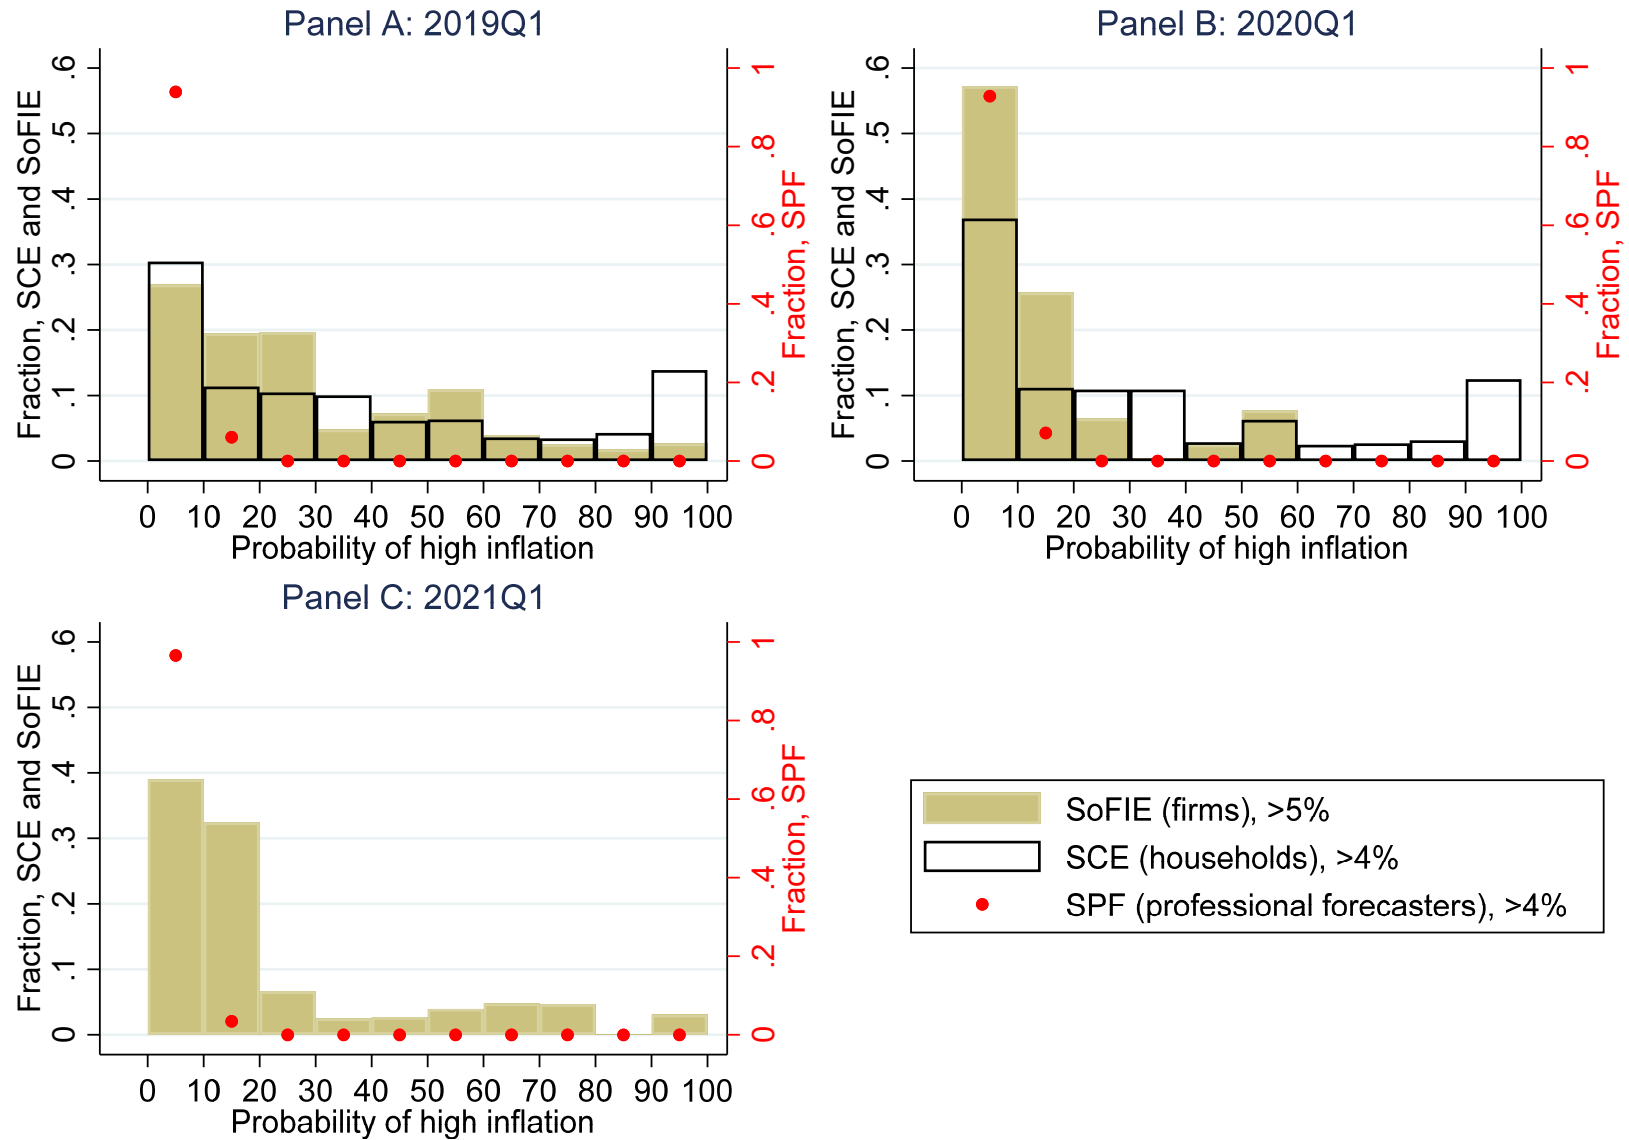 Panel A: 2019Q1
Fraction, SCE and SoFIE
0 .1 .2 .3 .4 .5 .6
Fraction, SPF
0 .2 .4 .6 .8 1
0 10 20 30 40 50 60 70 80 90 100
Probability of high inflation
Panel B: 2020Q1
Fraction, SCE and SoFIE
0 .1 .2 .3 .4 .5 .6
Fraction, SPF
0 .2 .4 .6 .8 1
0 10 20 30 40 50 60 70 80 90 100
Probability of high inflation
Panel C: 2021Q1
Fraction, SCE and SoFIE
0 .1 .2 .3 .4 .5 .6
Fraction, SPF
0 .2 .4 .6 .8 1
0 10 20 30 40 50 60 70 80 90 100
Probability of high inflation
SoFIE (firms), >5%
SCE (households), >4%
SPF (professional forecasters), >4%